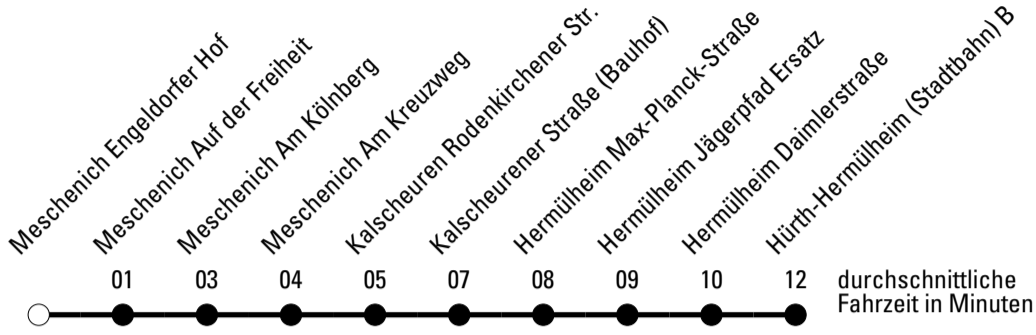 Meschenich Engeldorfer Hof
Meschenich Auf der Freiheit
Meschenich Am Kölnberg
Meschenich Am Kreuzweg
Kalscheuren Rodenkirchener Str.
Kalscheurener Straße (Bauhof)
Hermülheim Max-Planck-Straße
Hermülheim Jägerpfad Ersatz
Hermülheim Daimlerstraße
Hürth-Hermülheim (Stadtbahn) B
01 03 04 05 07 08 09 10 12
durchschnittliche
Fahrzeit in Minuten